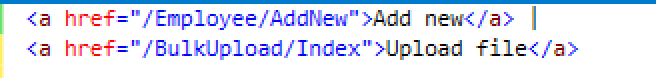 <a href="/Employee/AddNew">Add new</a>
<a href="/BulkUpload/Index">Upload file</a>